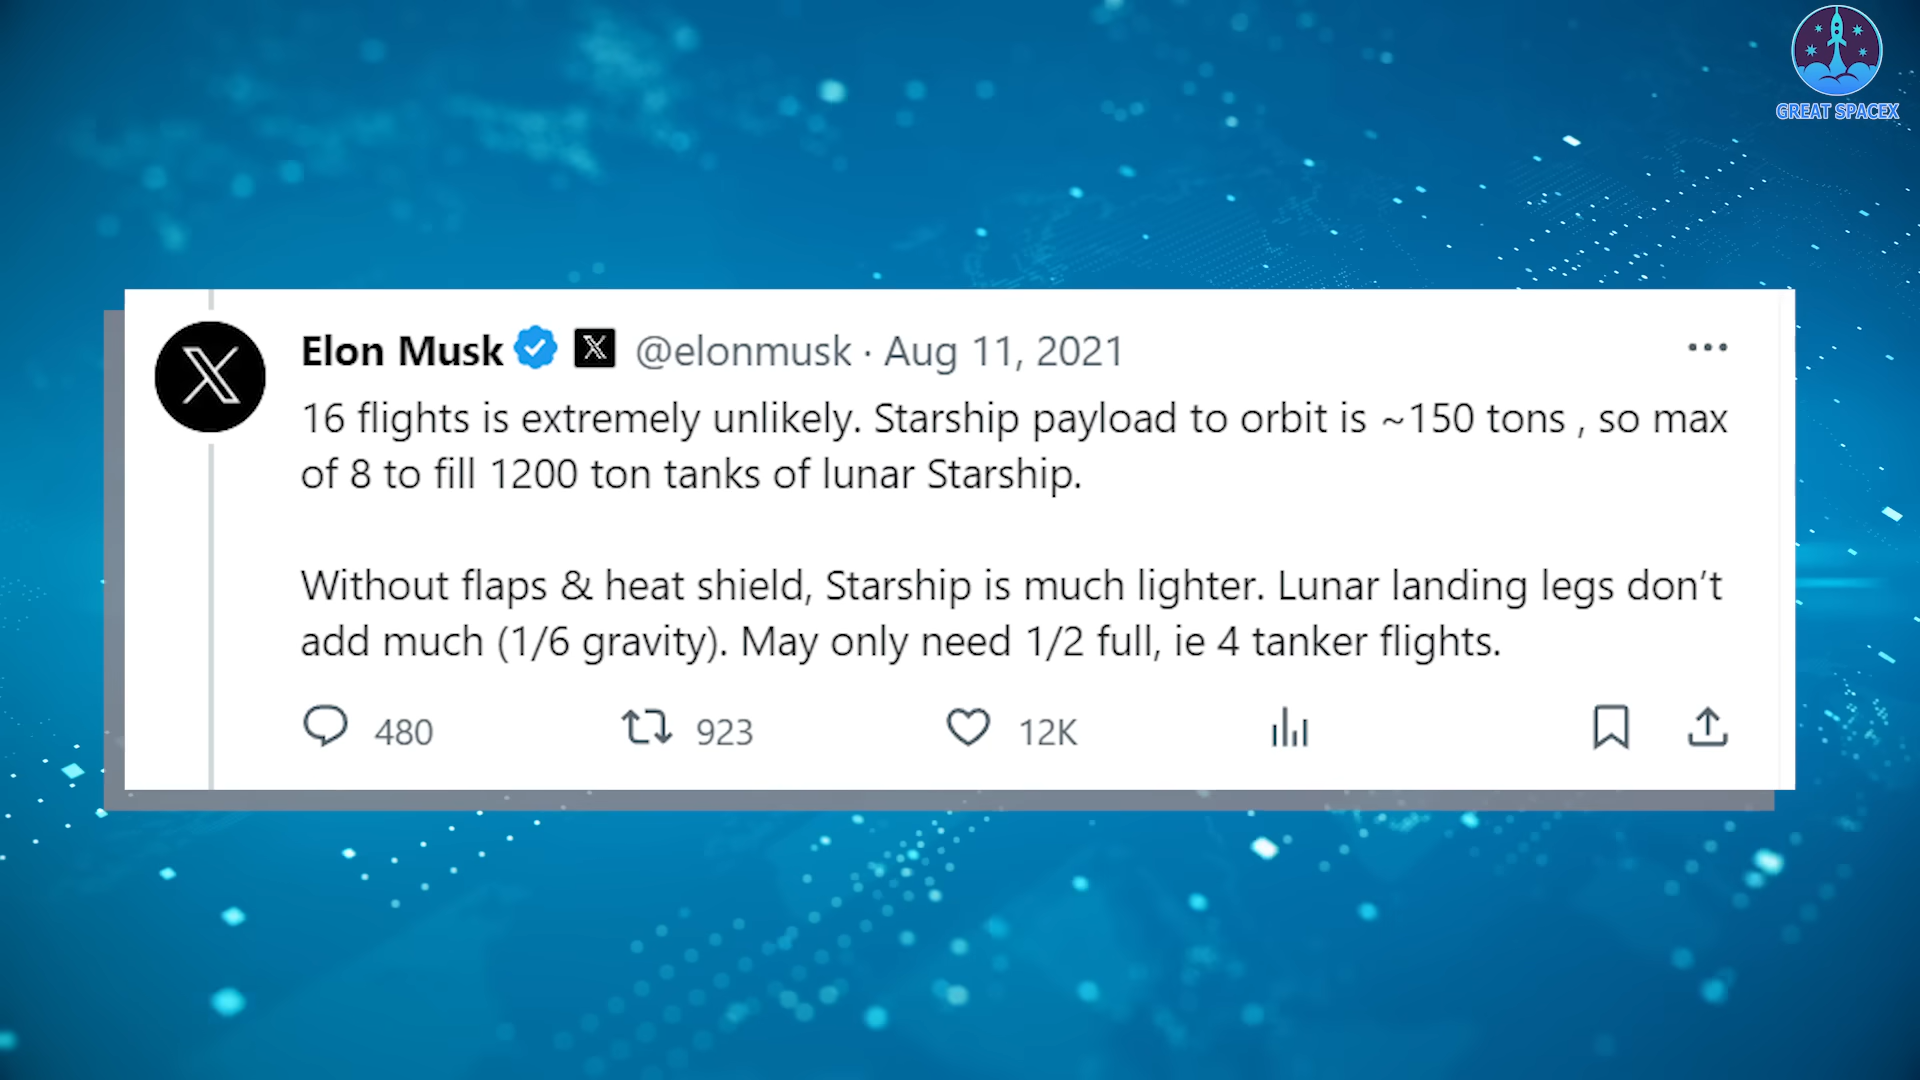 GREAT SPACEX
Elon Musk @elonmusk · Aug 11, 2021
16 flights is extremely unlikely. Starship payload to orbit is ~150 tons , so max
of 8 to fill 1200 ton tanks of lunar Starship.
Without flaps & heat shield, Starship is much lighter. Lunar landing legs don’t
add much (1/6 gravity). May only need 1/2 full, ie 4 tanker flights.
480 923 12K